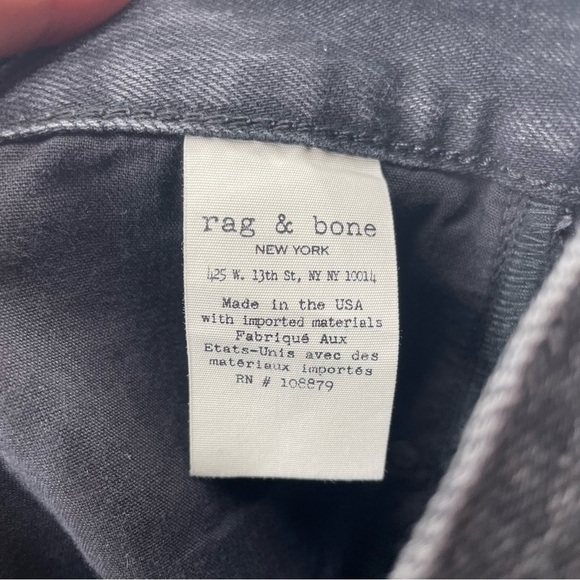 rag & bone
NEW YORK
425 W. 13th St, NY NY 10014
Made in the USA
with imported materials
Fabriqué Aux
Etats-Unis avec des
matériaux importés
RN # 108879